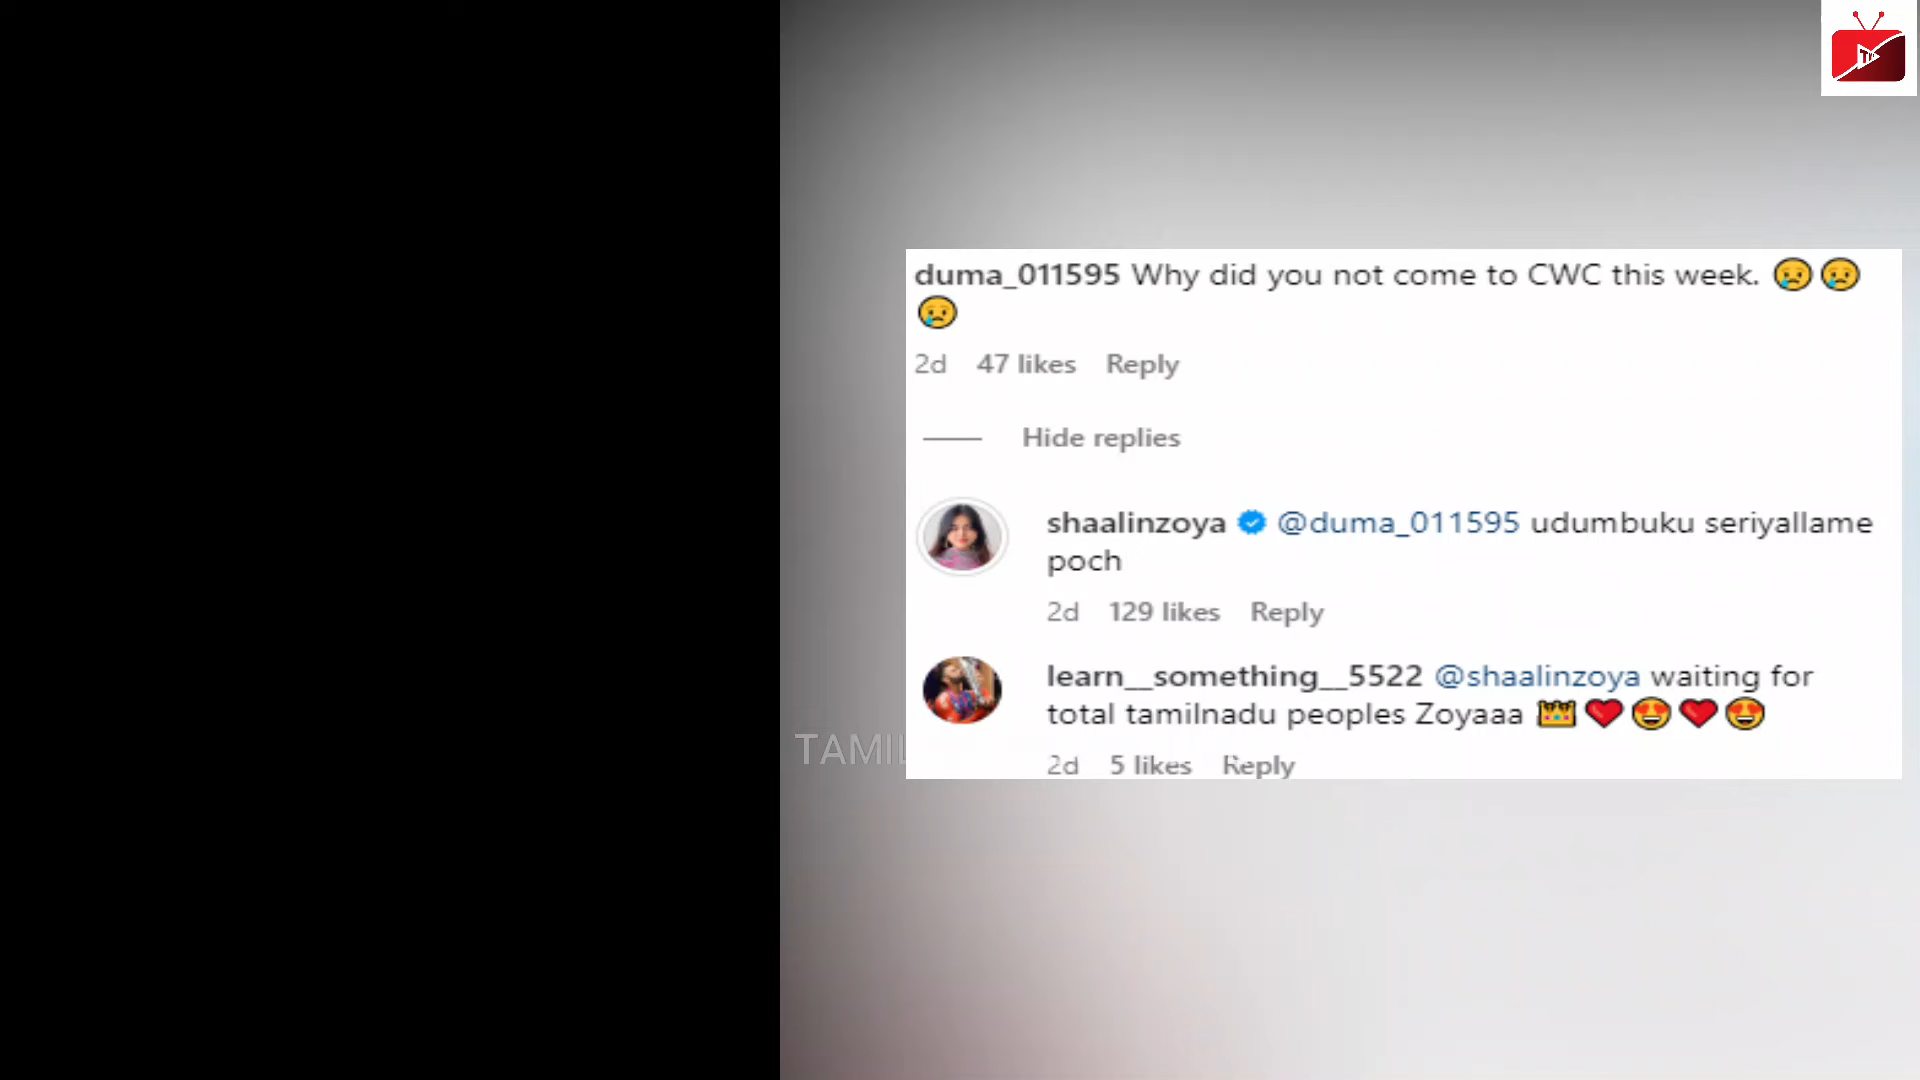 duma_011595 Why did you not come to CWC this week. 😢😢
😢
2d 47 likes Reply
Hide replies
shaalinzoya @duma_011595 udumbuku seriyallame
poch
2d 129 likes Reply
learn__something__5522 @shaalinzoya waiting for
total tamilnadu peoples Zoyaaa 👑❤️😍❤️😍
2d 5 likes Reply
TAMIL